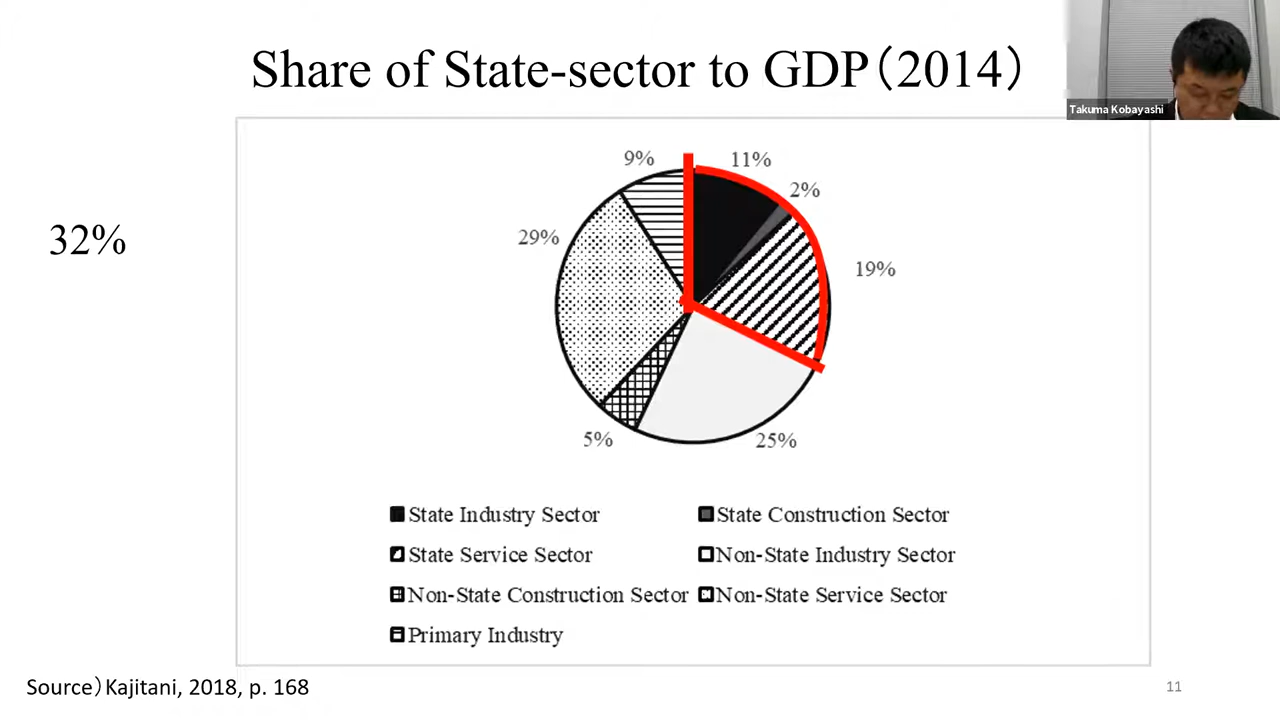 Share of State-sector to GDP（2014）
Takuma Kobayashi
32%
9%
11%
2%
29%
19%
5%
25%
State Industry Sector
State Construction Sector
State Service Sector
Non-State Industry Sector
Non-State Construction Sector
Non-State Service Sector
Primary Industry
Source）Kajitani, 2018, p. 168
11